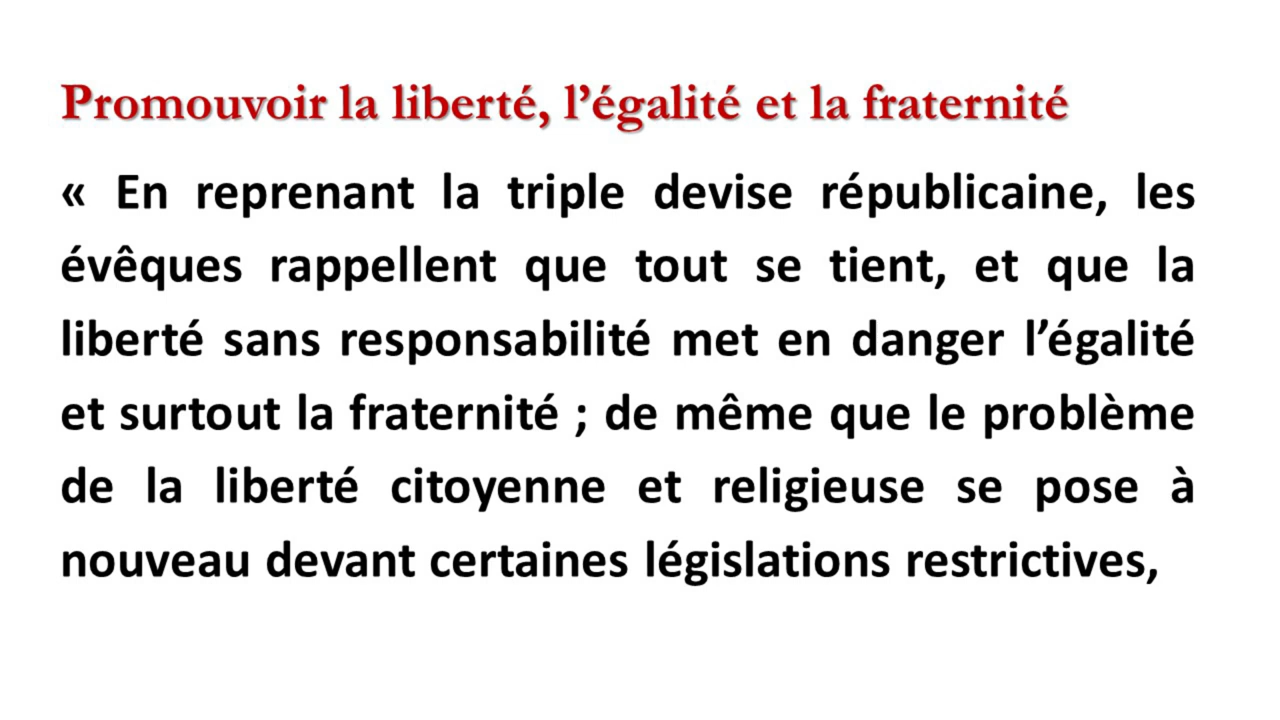 Promouvoir la liberté, l’égalité et la fraternité
« En reprenant la triple devise républicaine, les
évêques rappellent que tout se tient, et que la
liberté sans responsabilité met en danger l’égalité
et surtout la fraternité ; de même que le problème
de la liberté citoyenne et religieuse se pose à
nouveau devant certaines législations restrictives,